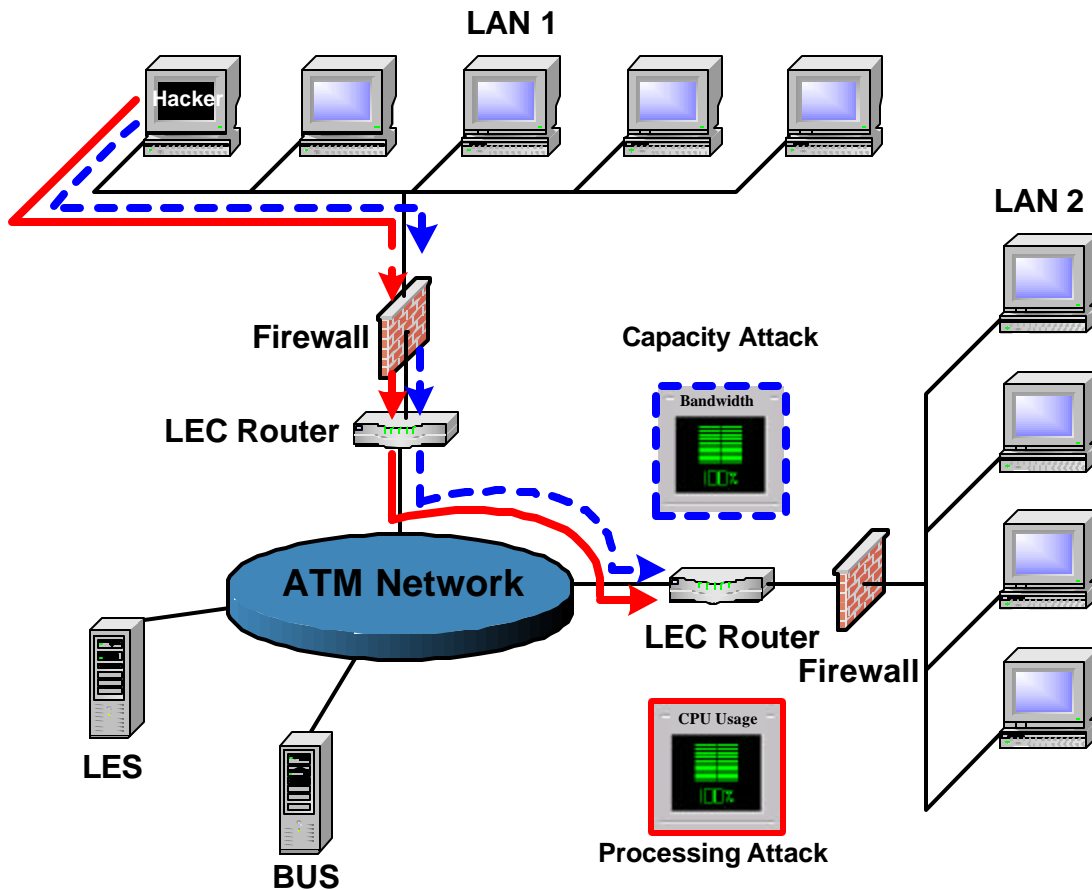 LAN 1
Hacker
LAN 2
Firewall
Capacity Attack
Bandwidth
100%
LEC Router
ATM Network
LEC Router
Firewall
LES
CPU Usage
100%
BUS
Processing Attack